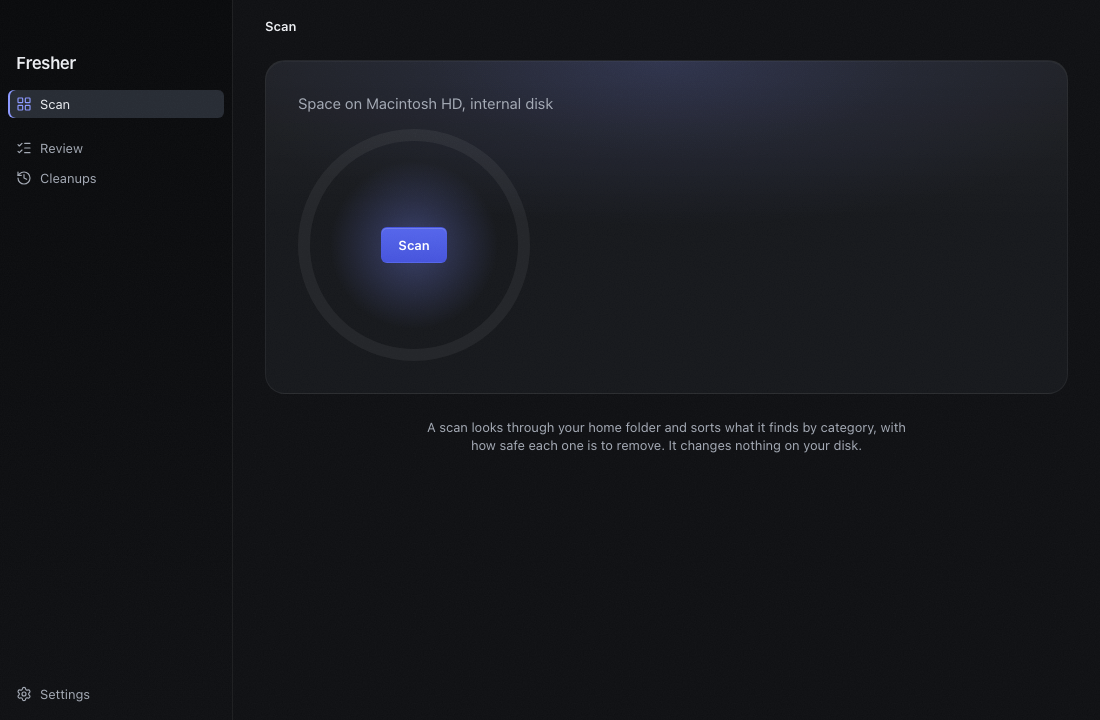 Scan
Fresher
Scan
Space on Macintosh HD, internal disk
Review
Cleanups
Scan
A scan looks through your home folder and sorts what it finds by category, with
how safe each one is to remove. It changes nothing on your disk.
Settings